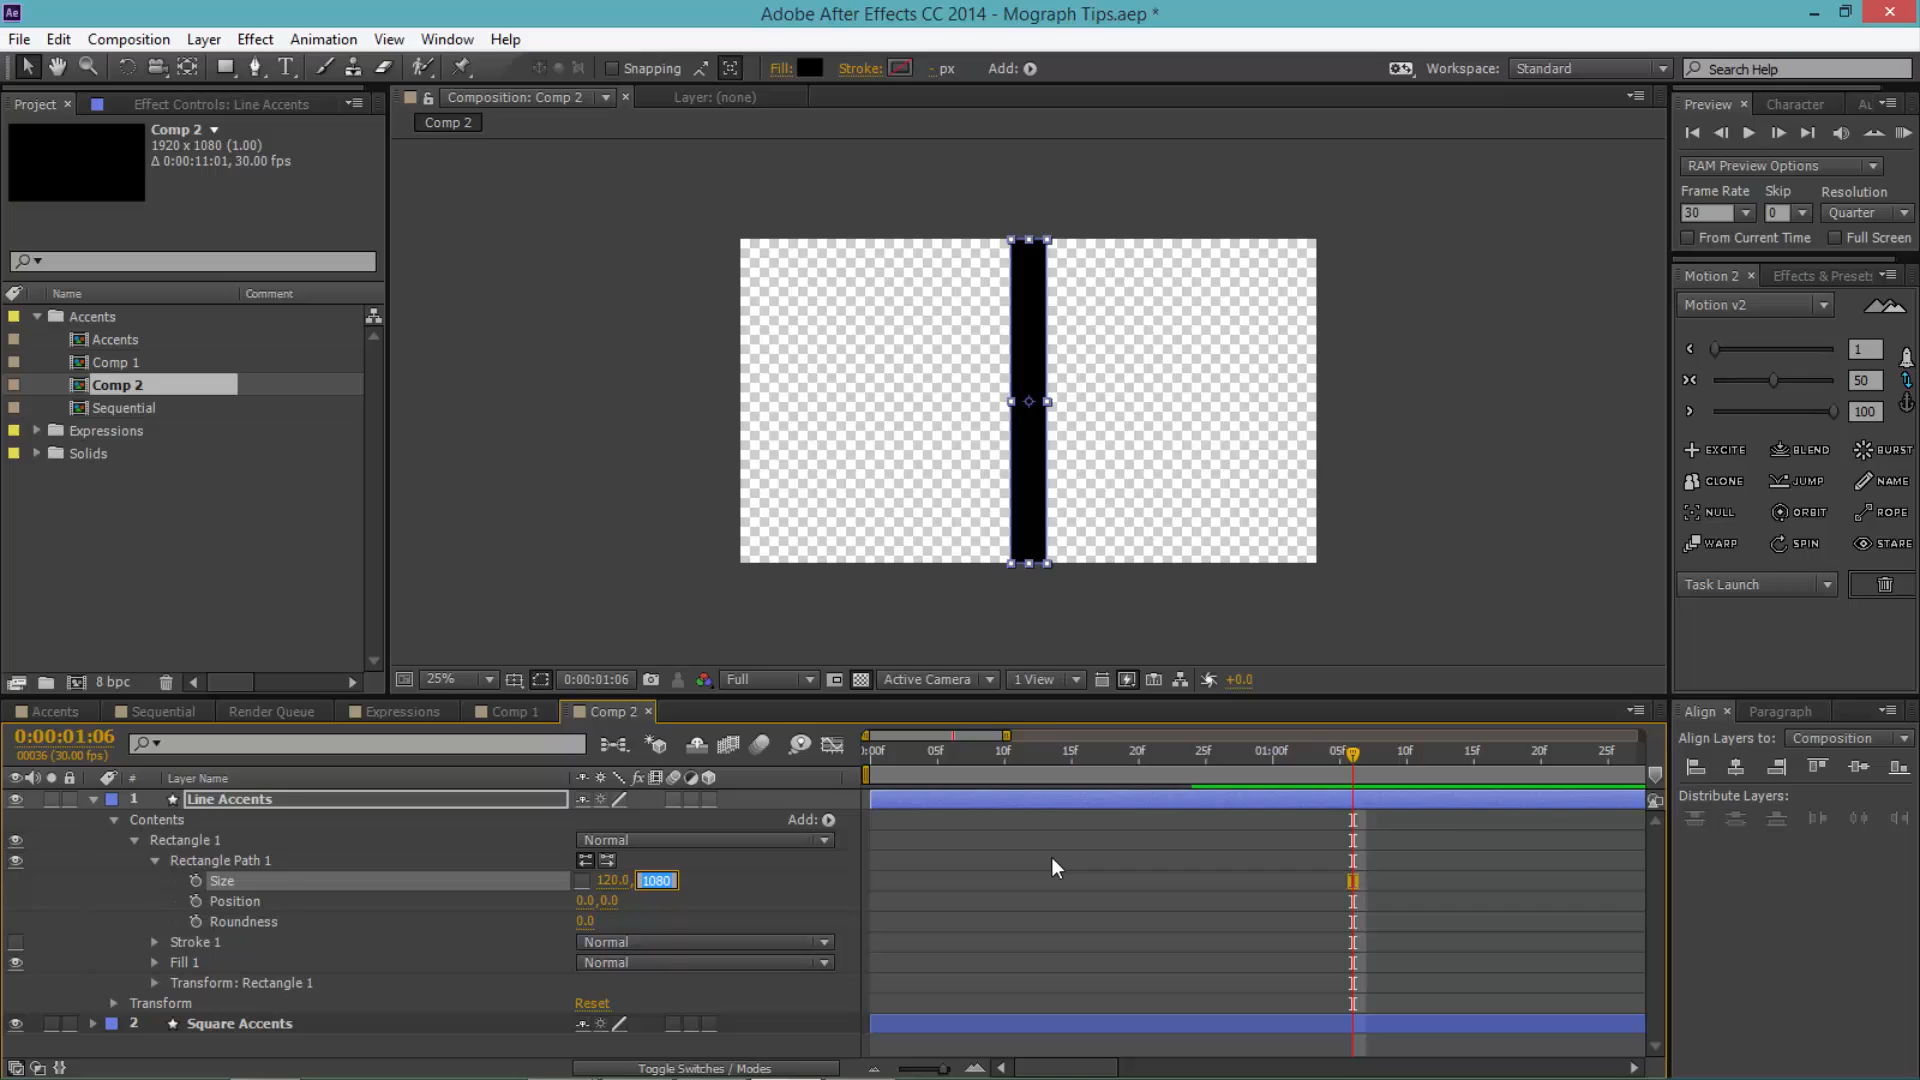 Ae
Adobe After Effects CC 2014 - Mograph Tips.aep *
File Edit Composition Layer Effect Animation View Window Help
Snapping Fill: Stroke: - px Add: Workspace: Standard Search Help
Project × Effect Controls: Line Accents
Comp 2
1920 x 1080 (1.00)
Δ 0:00:11:01, 30.00 fps
Name Comment
Accents
Accents
Comp 1
Comp 2
Sequential
Expressions
Solids
8 bpc
Composition: Comp 2 × Layer: (none)
Comp 2
25% 0:00:01:06 Full Active Camera 1 View +0.0
Preview × Character Au
RAM Preview Options
Frame Rate Skip Resolution
30 0 Quarter
From Current Time Full Screen
Motion 2 × Effects & Presets
Motion v2
1
50
100
EXCITE BLEND BURST
CLONE JUMP NAME
NULL ORBIT ROPE
WARP SPIN STARE
Task Launch
Accents Sequential Render Queue Expressions Comp 1 Comp 2 ×
0:00:01:06
00036 (30.00 fps)
:00f 05f 10f 15f 20f 25f 01:00f 05f 10f 15f 20f 25f
# Layer Name fx
1 Line Accents
Contents Add:
Rectangle 1 Normal
Rectangle Path 1
Size 120.0, 1080
Position 0.0,0.0
Roundness 0.0
Stroke 1 Normal
Fill 1 Normal
Transform: Rectangle 1
Transform Reset
2 Square Accents
Toggle Switches / Modes
Align × Paragraph
Align Layers to: Composition
Distribute Layers: